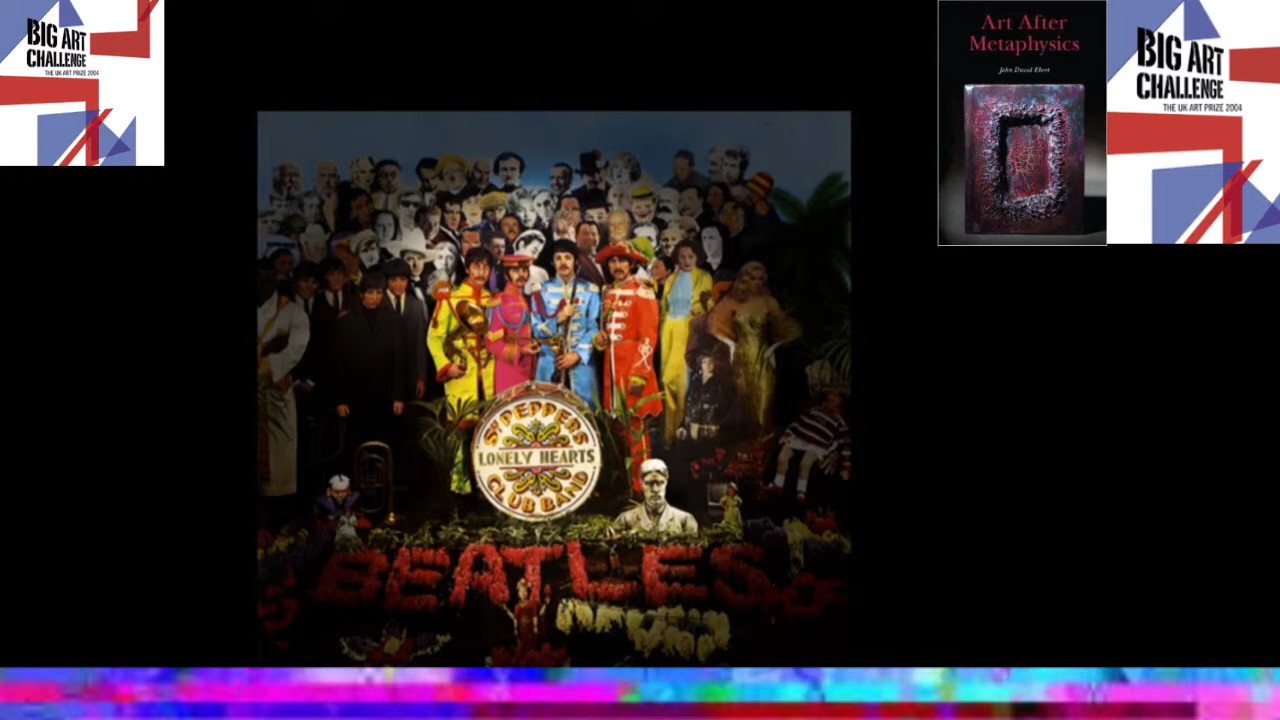 BIG ART
CHALLENGE
THE UK ART PRIZE 2004
Art After
Metaphysics
John David Ebert
BIG ART
CHALLENGE
THE UK ART PRIZE 2004
SGT PEPPERS
LONELY HEARTS
CLUB BAND
BEATLES